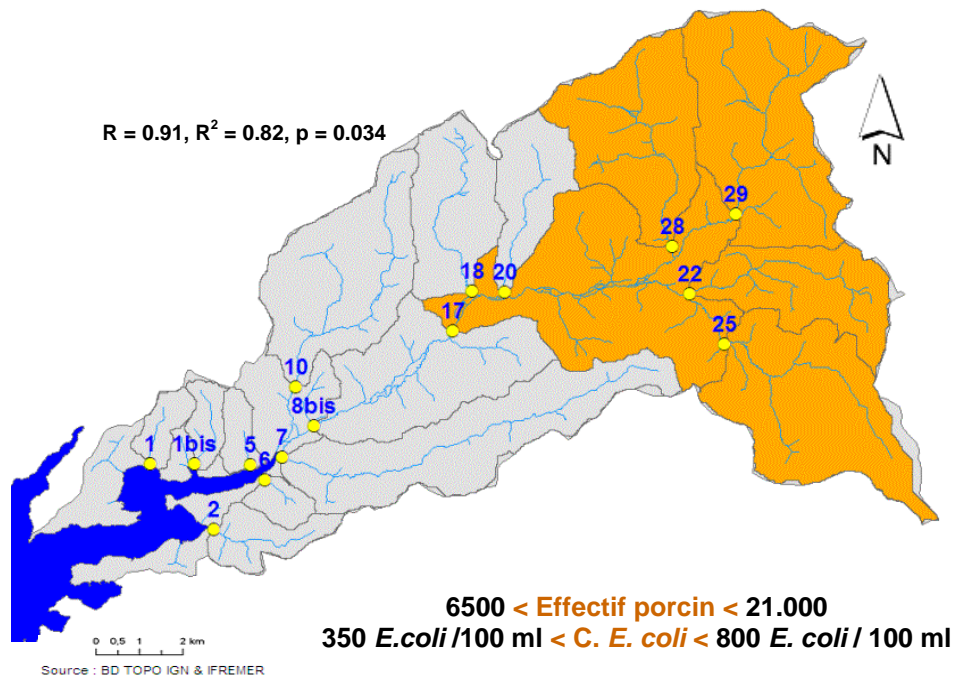 R = 0.91, R² = 0.82, p = 0.034
N
29
28
22
18
20
17
25
10
8bis
7
1
1bis
5
6
2
6500 < Effectif porcin < 21.000
350 E.coli /100 ml < C. E. coli < 800 E. coli / 100 ml
0 0,5 1 2 km
Source : BD TOPO IGN & IFREMER